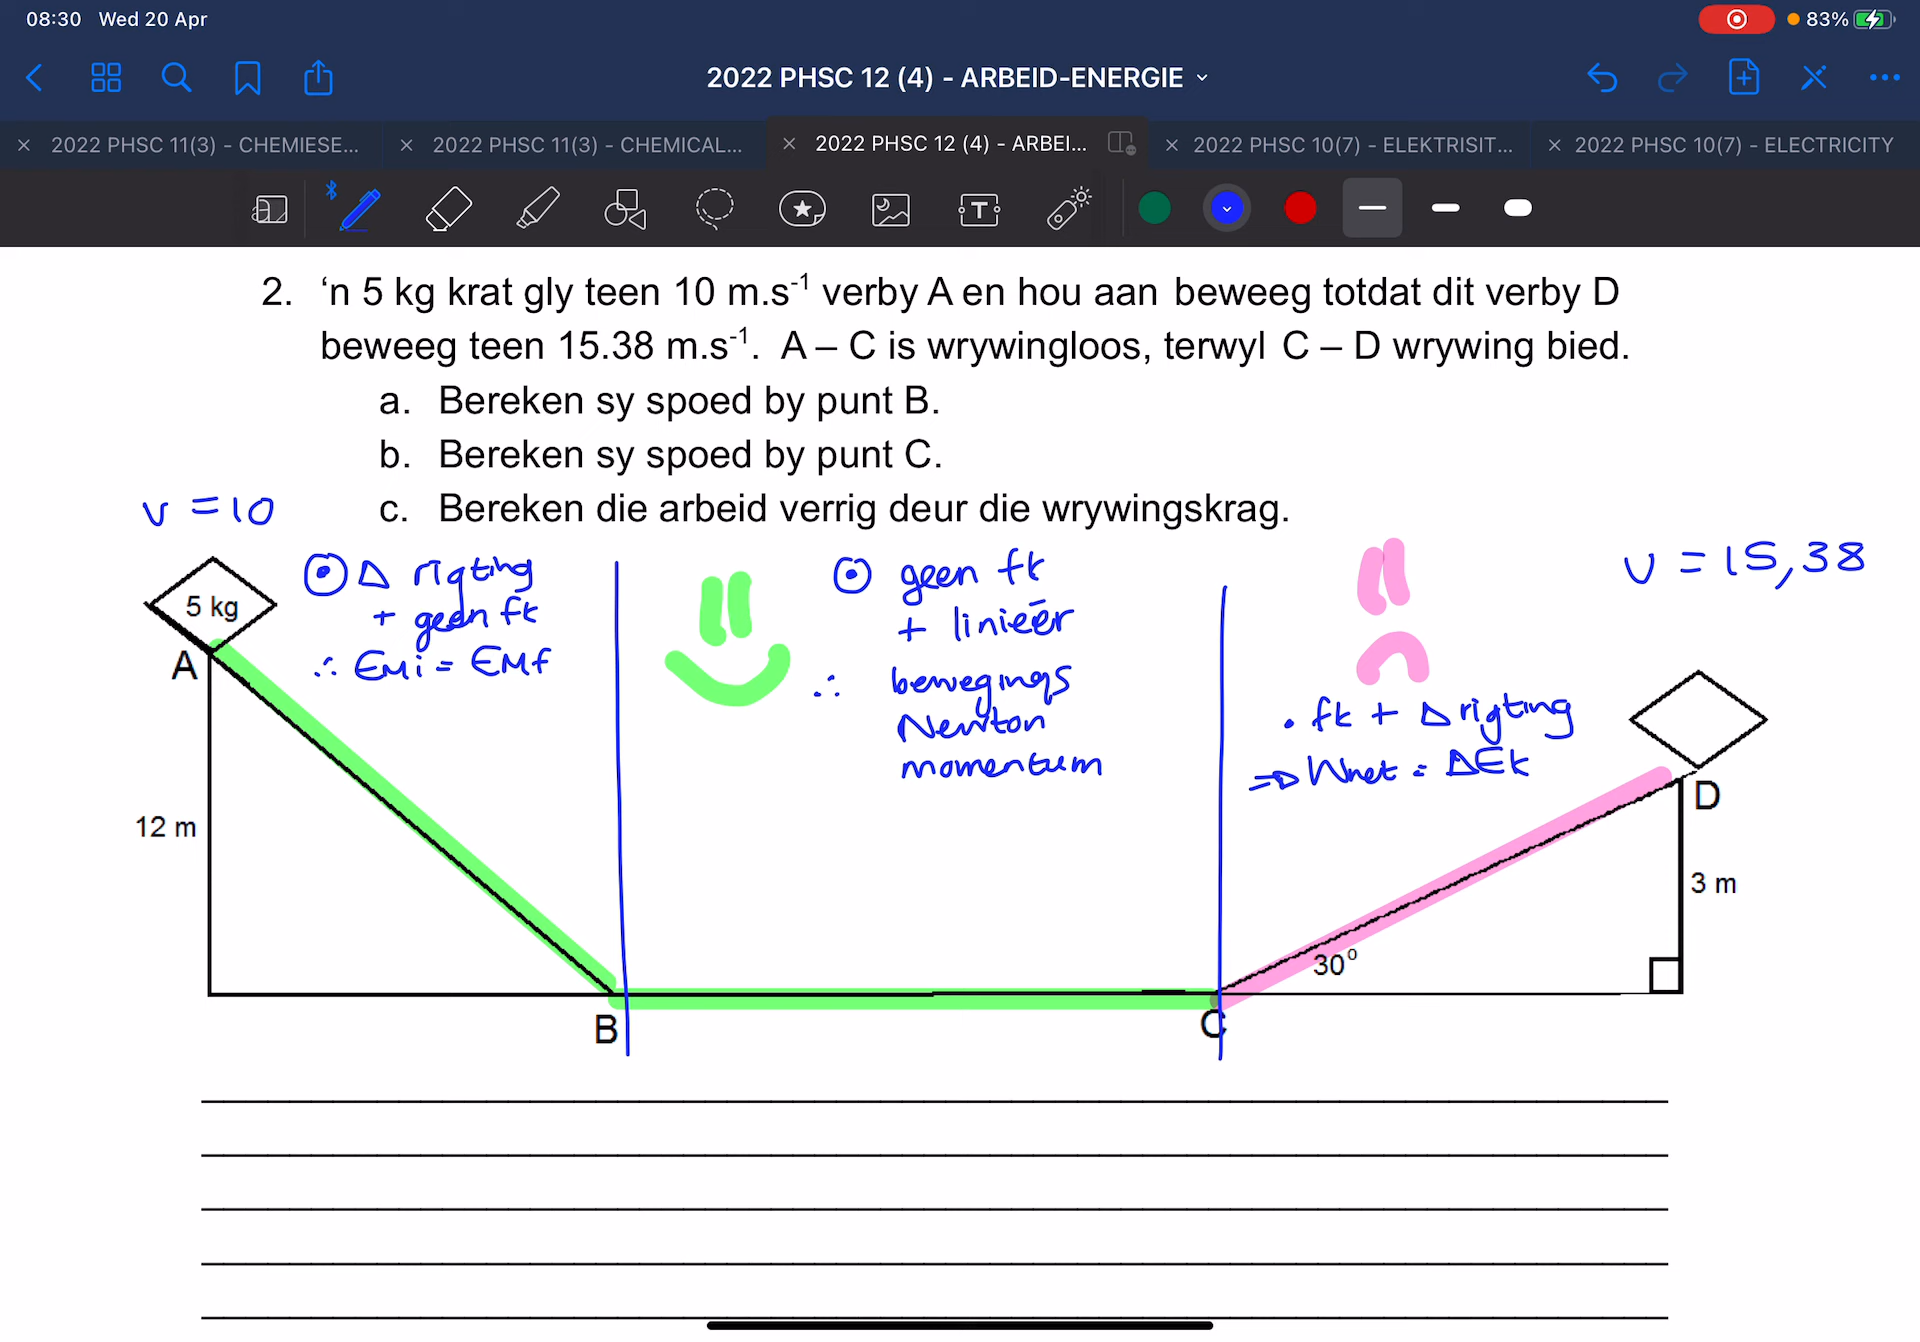 08:30 Wed 20 Apr
83%
2022 PHSC 12 (4) - ARBEID-ENERGIE
2022 PHSC 11(3) - CHEMIESE...
2022 PHSC 11(3) - CHEMICAL...
2022 PHSC 12 (4) - ARBEI...
2022 PHSC 10(7) - ELEKTRISIT...
2022 PHSC 10(7) - ELECTRICITY
2. ‘n 5 kg krat gly teen 10 m.s⁻¹ verby A en hou aan beweeg totdat dit verby D
beweeg teen 15.38 m.s⁻¹. A – C is wrywingloos, terwyl C – D wrywing bied.
a. Bereken sy spoed by punt B.
b. Bereken sy spoed by punt C.
c. Bereken die arbeid verrig deur die wrywingskrag.
v = 10
5 kg
A
12 m
Δ rigting
+ geen fk
∴ EMi = EMf
B
geen fk
+ liniëer
∴ bewegings
Newton
momentum
C
v = 15,38
• fk + Δ rigting
⇒ Wnet = ΔEk
D
3 m
30°